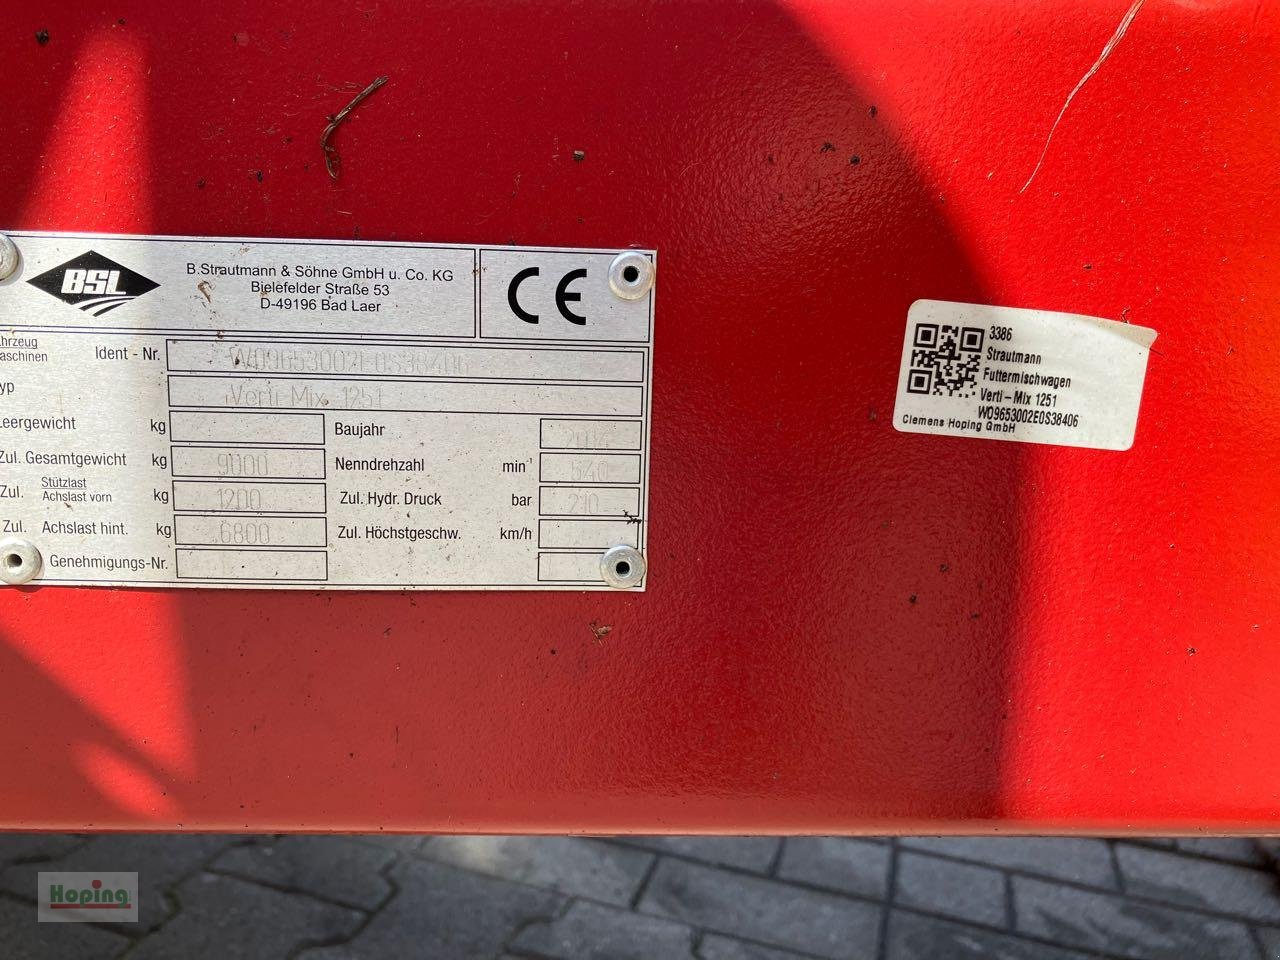 BSL
B.Strautmann & Söhne GmbH u. Co. KG
Bielefelder Straße 53
D-49196 Bad Laer
CE
Ident - Nr. W09653002E0S38406
Verti-Mix 1251
kg
Baujahr 2014
Zul. Gesamtgewicht kg 9000
Nenndrehzahl min⁻¹ 540
Zul. Stützlast
Achslast vorn kg 1200
Zul. Hydr. Druck bar 210
Zul. Achslast hint. kg 6800
Zul. Höchstgeschw. km/h
Genehmigungs-Nr.
3386
Strautmann
Futtermischwagen
Verti – Mix 1251
W09653002E0S38406
Clemens Hoping GmbH
Hoping